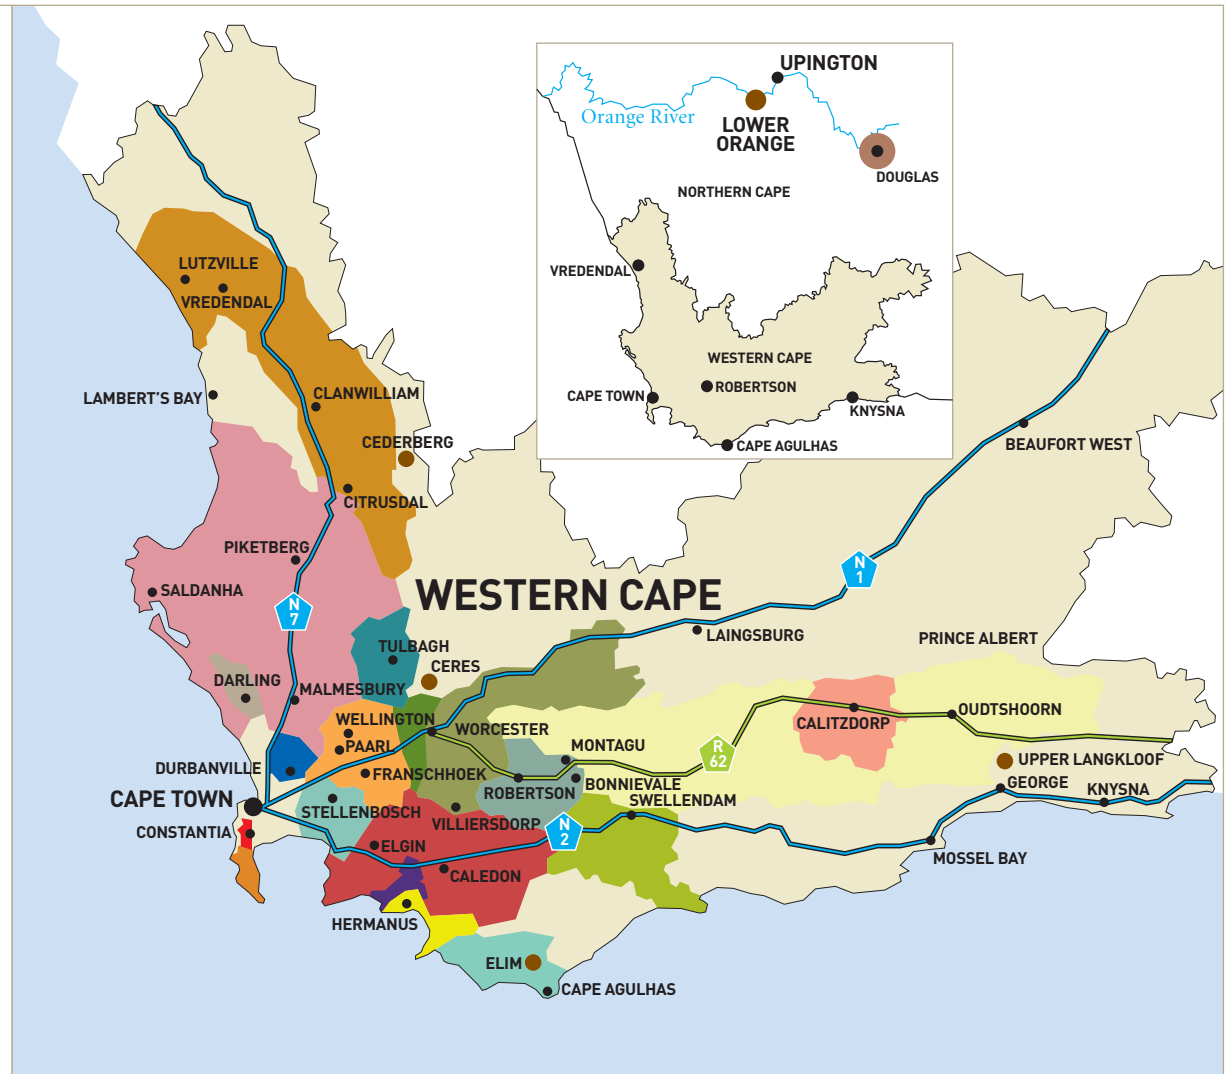 UPINGTON
Orange River
LOWER
ORANGE
DOUGLAS
NORTHERN CAPE
VREDENDAL
WESTERN CAPE
ROBERTSON
CAPE TOWN
KNYSNA
CAPE AGULHAS
LUTZVILLE
VREDENDAL
LAMBERT'S BAY
CLANWILLIAM
CEDERBERG
BEAUFORT WEST
CITRUSDAL
PIKETBERG
SALDANHA
N
7
WESTERN CAPE
N
1
LAINGSBURG
PRINCE ALBERT
TULBAGH
CERES
DARLING
MALMESBURY
WELLINGTON
WORCESTER
CALITZDORP
OUDTSHOORN
PAARL
MONTAGU
R
62
UPPER LANGKLOOF
DURBANVILLE
FRANSCHHOEK
BONNIEVALE
GEORGE
KNYSNA
ROBERTSON
SWELLENDAM
CAPE TOWN
STELLENBOSCH
VILLIERSDORP
N
2
CONSTANTIA
ELGIN
MOSSEL BAY
CALEDON
HERMANUS
ELIM
CAPE AGULHAS